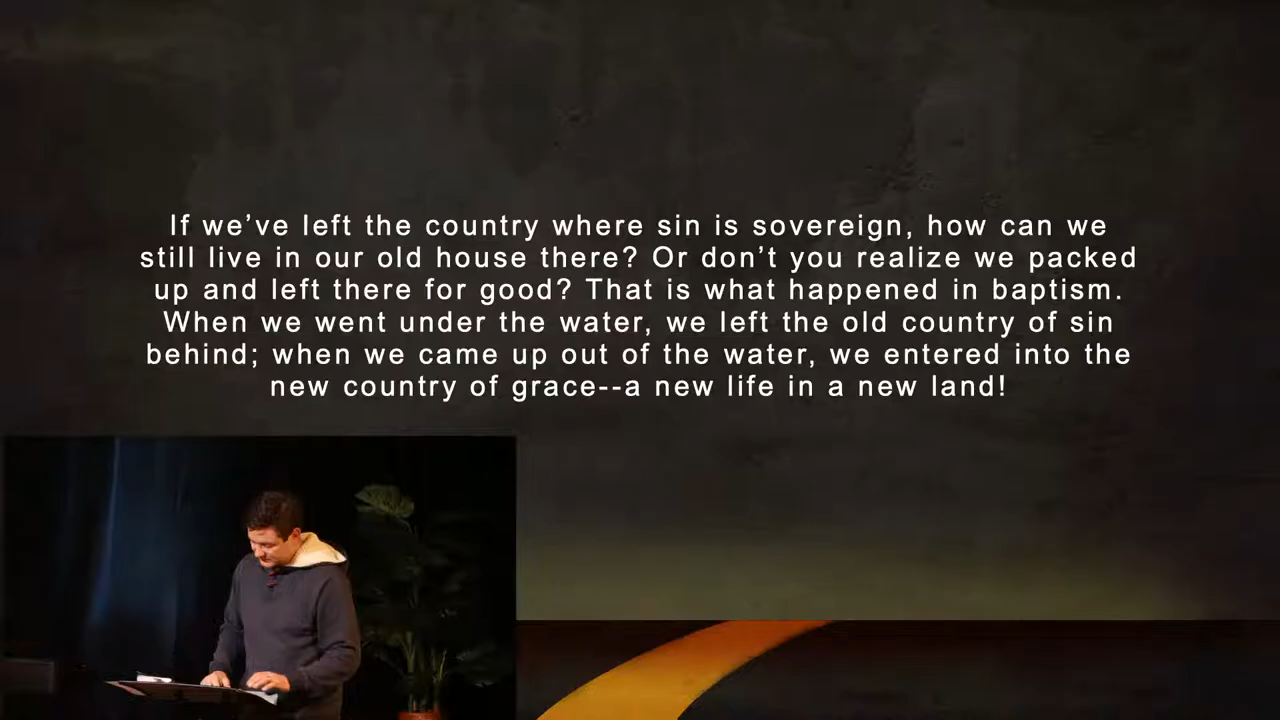 If we’ve left the country where sin is sovereign, how can we
still live in our old house there? Or don’t you realize we packed
up and left there for good? That is what happened in baptism.
When we went under the water, we left the old country of sin
behind; when we came up out of the water, we entered into the
new country of grace--a new life in a new land!